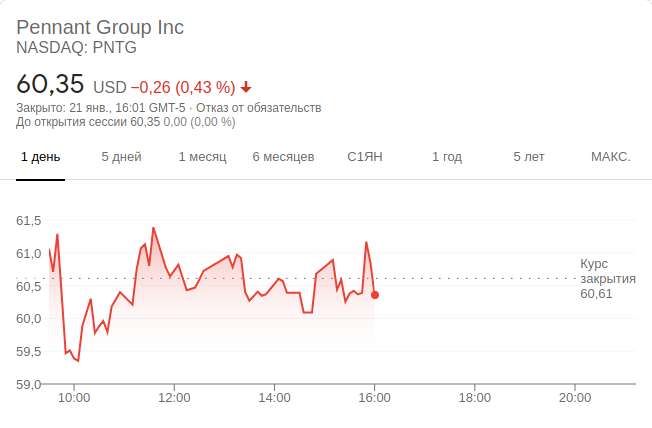 Pennant Group Inc
NASDAQ: PNTG
60,35 USD −0,26 (0,43 %)
Закрыто: 21 янв., 16:01 GMT-5 · Отказ от обязательств
До открытия сессии 60,35 0,00 (0,00 %)
1 день 5 дней 1 месяц 6 месяцев С1ЯН 1 год 5 лет МАКС.
61,5
61,0
60,5
60,0
59,5
59,0
Курс
закрытия
60,61
10:00 12:00 14:00 16:00 18:00 20:00